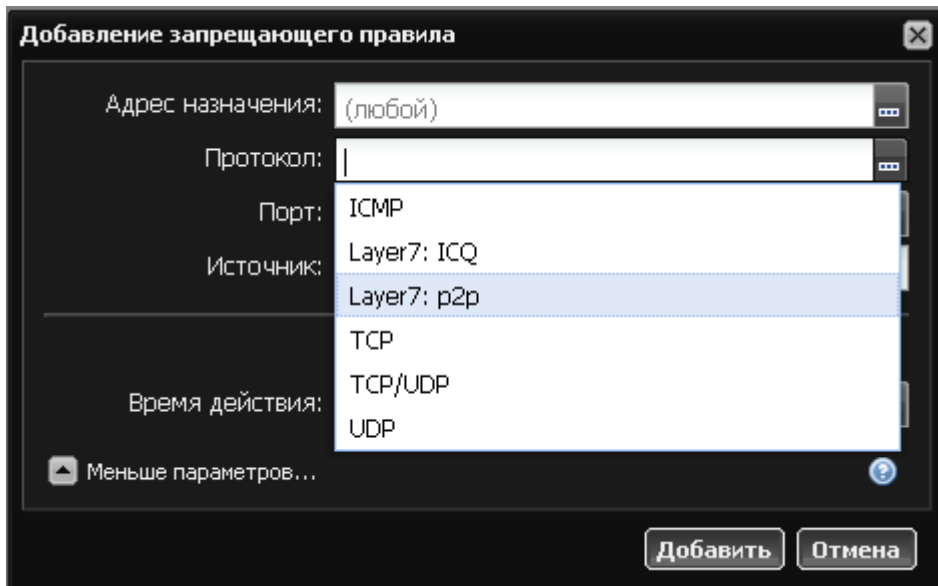 Добавление запрещающего правила
Адрес назначения: (любой)
Протокол:
ICMP
Layer7: ICQ
Layer7: p2p
TCP
TCP/UDP
UDP
Порт:
Источник:
Время действия:
Меньше параметров...
Добавить
Отмена